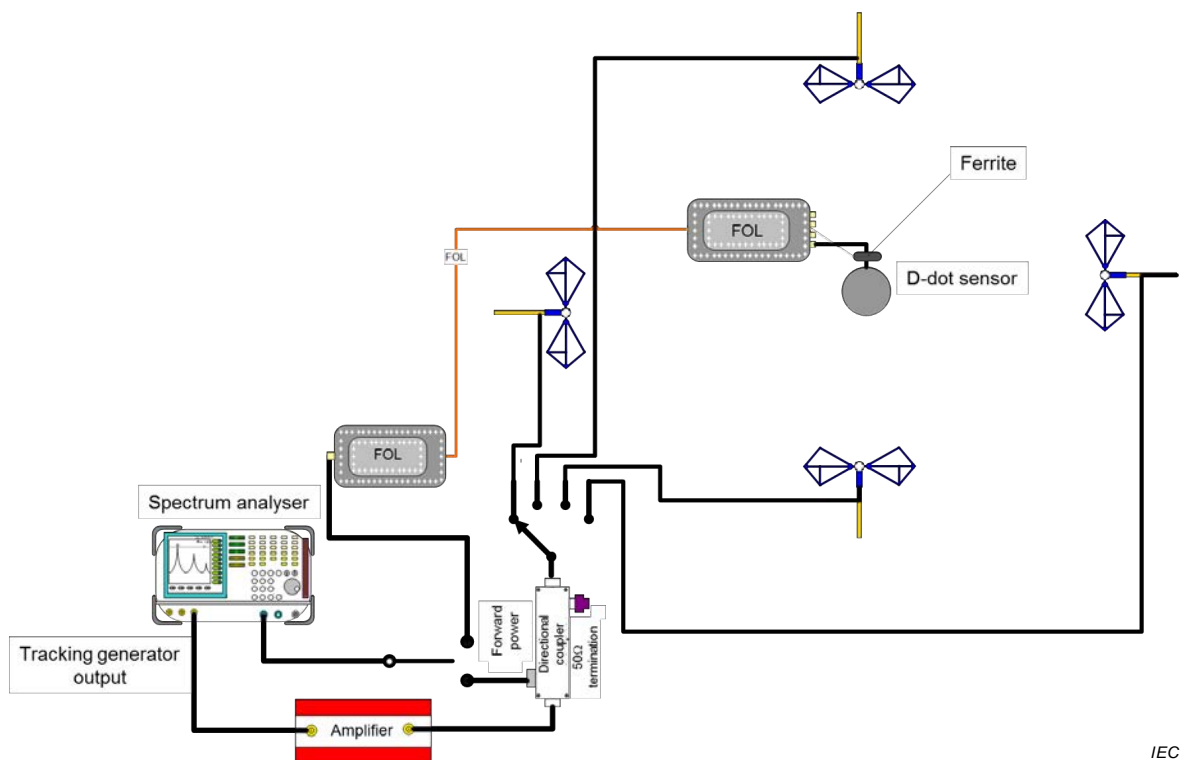 Ferrite
FOL
FOL
D-dot sensor
FOL
Spectrum analyser
Forward
power
Directional
coupler
50Ω
termination
Tracking generator
output
Amplifier
IEC